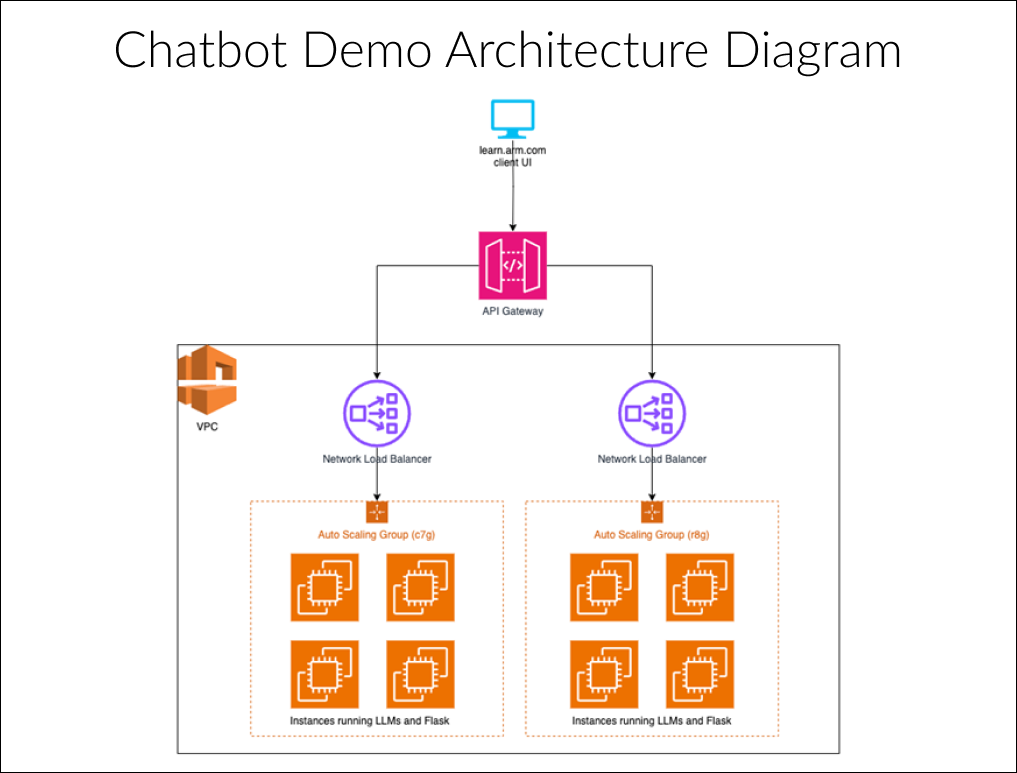 Chatbot Demo Architecture Diagram
learn.arm.com
client UI
API Gateway
VPC
Network Load Balancer
Network Load Balancer
Auto Scaling Group (c7g)
Auto Scaling Group (r8g)
Instances running LLMs and Flask
Instances running LLMs and Flask